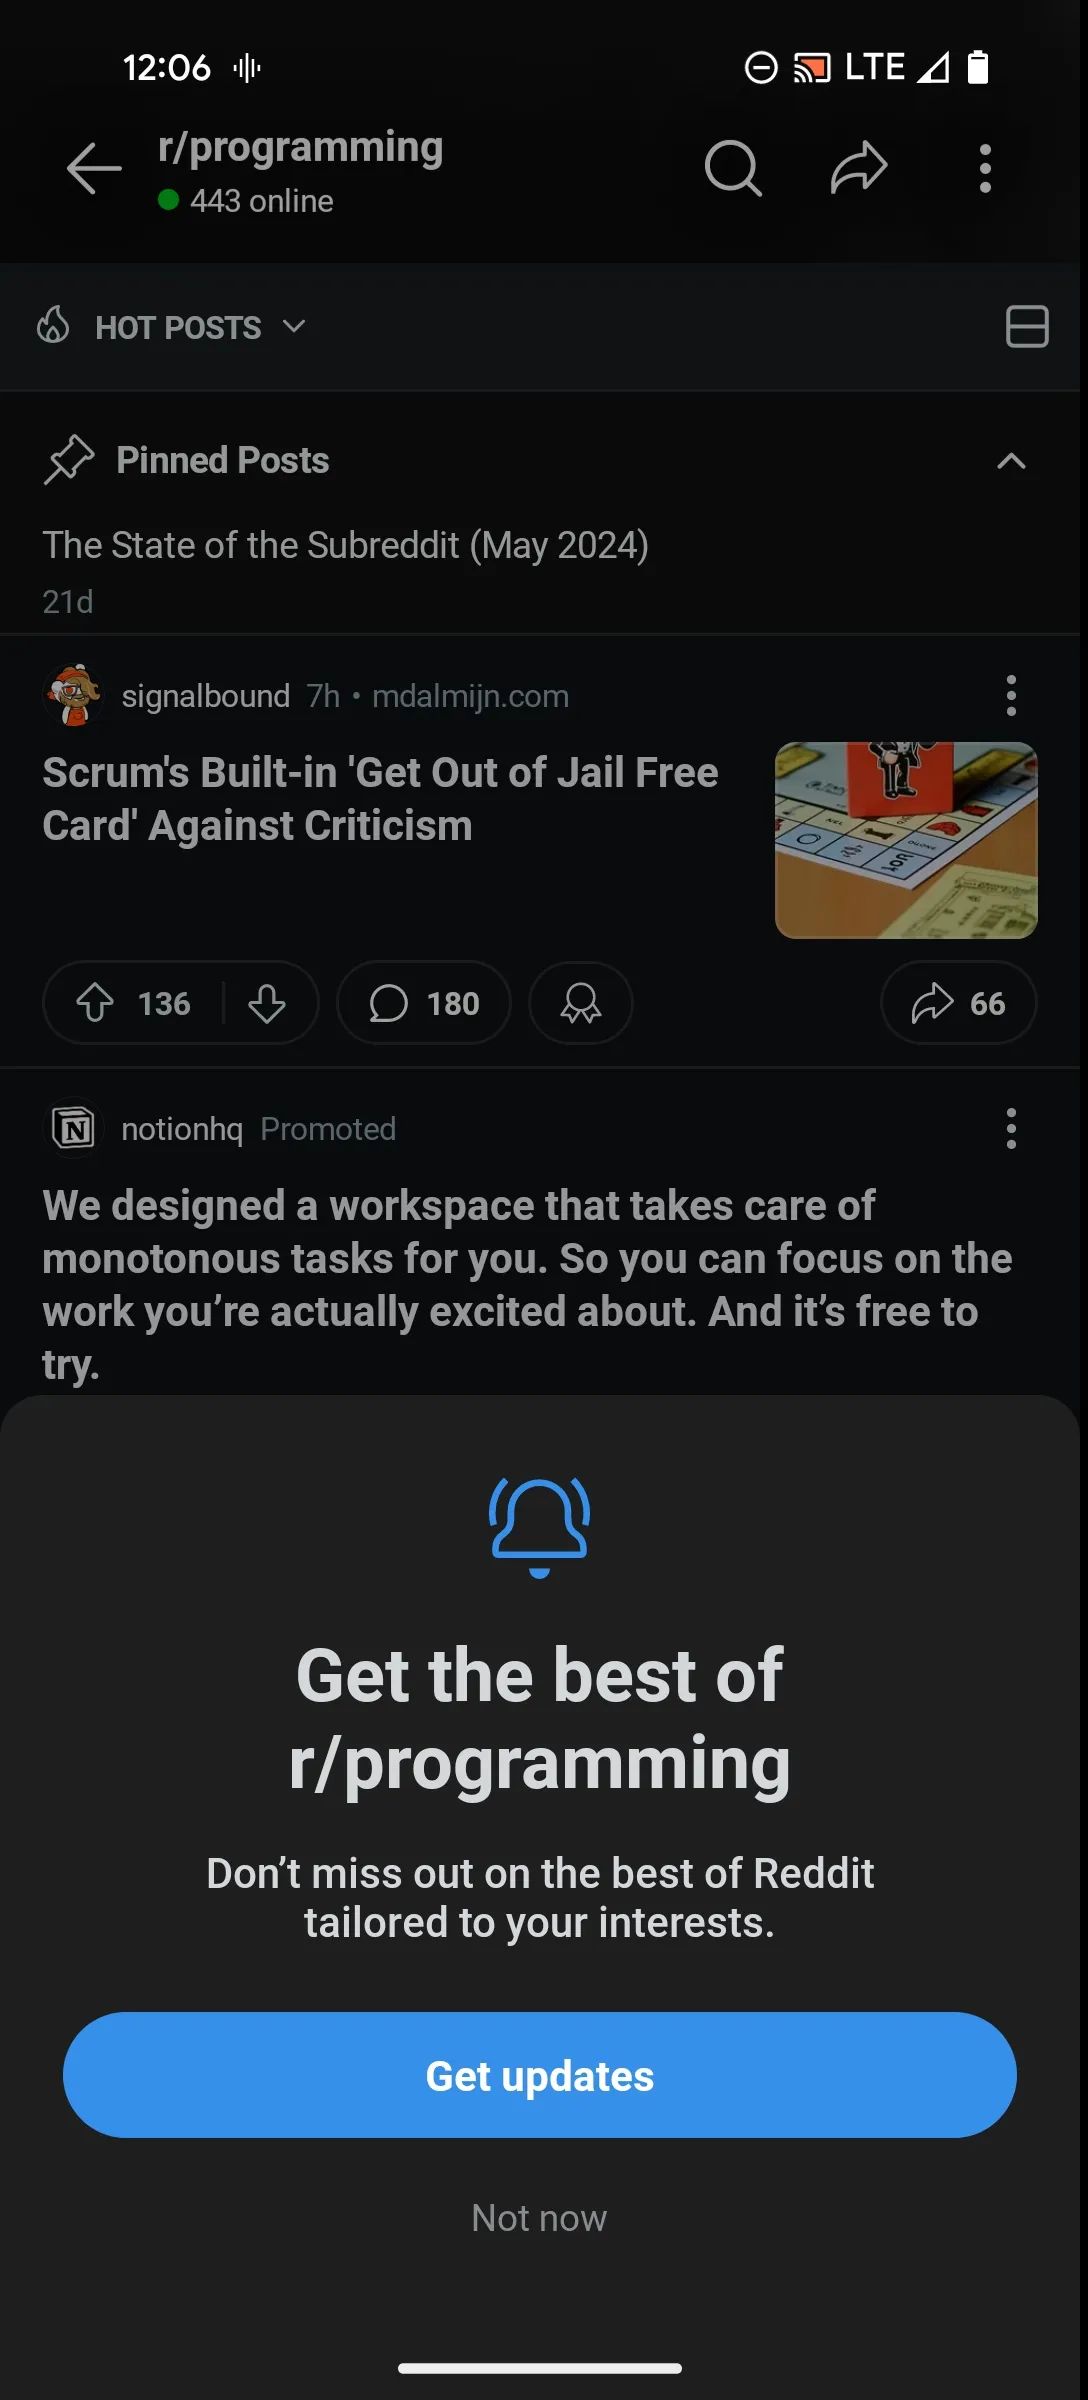 12:06
LTE
r/programming
443 online
HOT POSTS
Pinned Posts
The State of the Subreddit (May 2024)
21d
signalbound 7h • mdalmijn.com
Scrum's Built-in 'Get Out of Jail Free
Card' Against Criticism
136
180
66
N
notionhq Promoted
We designed a workspace that takes care of
monotonous tasks for you. So you can focus on the
work you’re actually excited about. And it’s free to
try.
Get the best of
r/programming
Don’t miss out on the best of Reddit
tailored to your interests.
Get updates
Not now